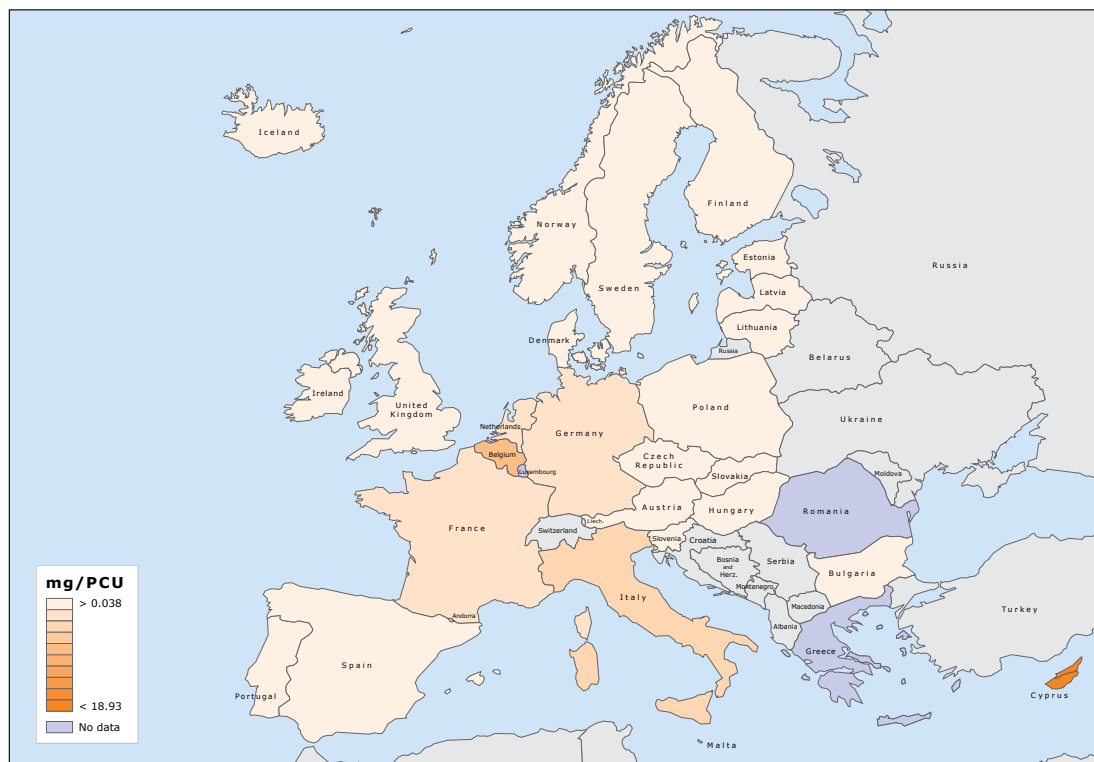 Iceland
Norway
Finland
Sweden
Estonia
Latvia
Lithuania
Russia
Russia
Denmark
Belarus
Ireland
United
Kingdom
Netherlands
Germany
Poland
Ukraine
Belgium
Luxembourg
Czech
Republic
Slovakia
Moldova
France
Austria
Hungary
Romania
Liech.
Switzerland
Slovenia
Croatia
Bosnia
and
Herz.
Serbia
Bulgaria
Montenegro
Macedonia
Albania
Italy
Andorra
Turkey
Greece
Spain
Portugal
Cyprus
Malta
mg/PCU
> 0.038
< 18.93
No data